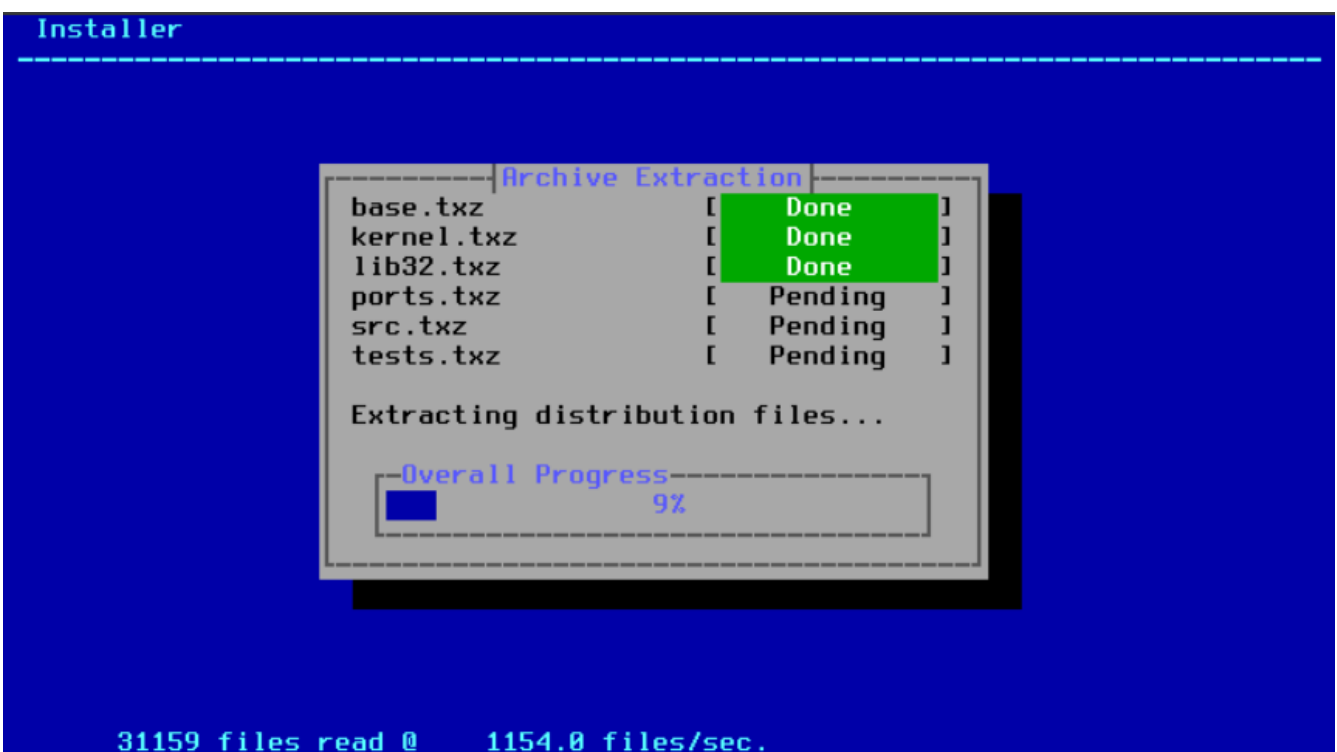 Installer
Archive Extraction
base.txz [ Done ]
kernel.txz [ Done ]
lib32.txz [ Done ]
ports.txz [ Pending ]
src.txz [ Pending ]
tests.txz [ Pending ]
Extracting distribution files...
Overall Progress
9%
31159 files read @ 1154.0 files/sec.